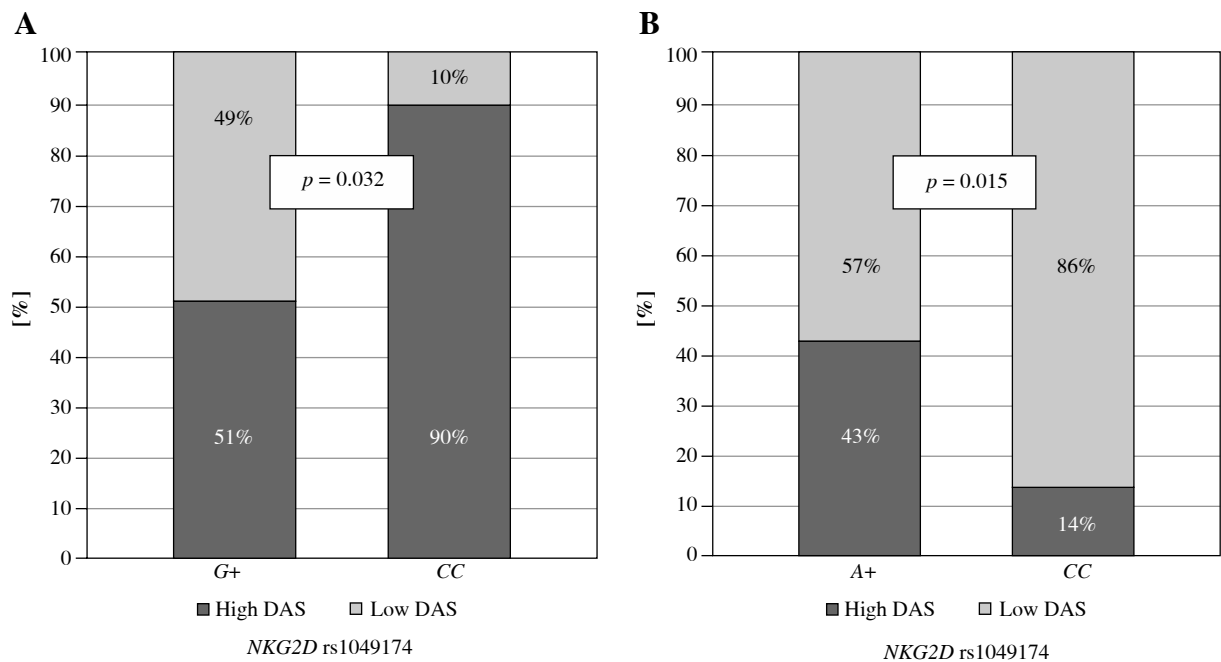 A
100
90
80
70
60
50
40
30
20
10
0
[%]
49%
10%
p = 0.032
51%
90%
G+
CC
High DAS
Low DAS
NKG2D rs1049174
B
100
90
80
70
60
50
40
30
20
10
0
[%]
p = 0.015
57%
86%
43%
14%
A+
CC
High DAS
Low DAS
NKG2D rs1049174